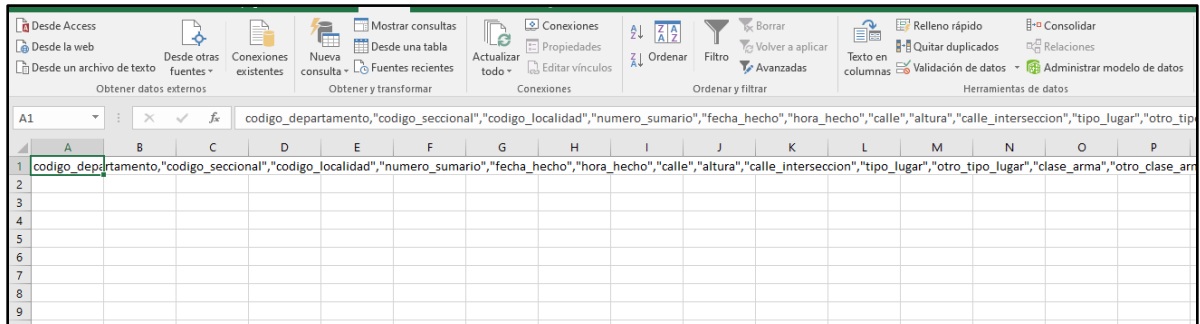 Desde Access
Desde la web
Desde un archivo de texto
Desde otras fuentes
Conexiones existentes
Obtener datos externos
Nueva consulta
Mostrar consultas
Desde una tabla
Fuentes recientes
Obtener y transformar
Actualizar todo
Conexiones
Propiedades
Editar vínculos
Conexiones
Ordenar
Filtro
Borrar
Volver a aplicar
Avanzadas
Ordenar y filtrar
Texto en columnas
Relleno rápido
Quitar duplicados
Validación de datos
Consolidar
Relaciones
Administrar modelo de datos
Herramientas de datos
A1 fx codigo_departamento,"codigo_seccional","codigo_localidad","numero_sumario","fecha_hecho","hora_hecho","calle","altura","calle_interseccion","tipo_lugar","otro_tip
A B C D E F G H I J K L M N O P
1 codigo_departamento,"codigo_seccional","codigo_localidad","numero_sumario","fecha_hecho","hora_hecho","calle","altura","calle_interseccion","tipo_lugar","otro_tipo_lugar","clase_arma","otro_clase_arm
2
3
4
5
6
7
8
9